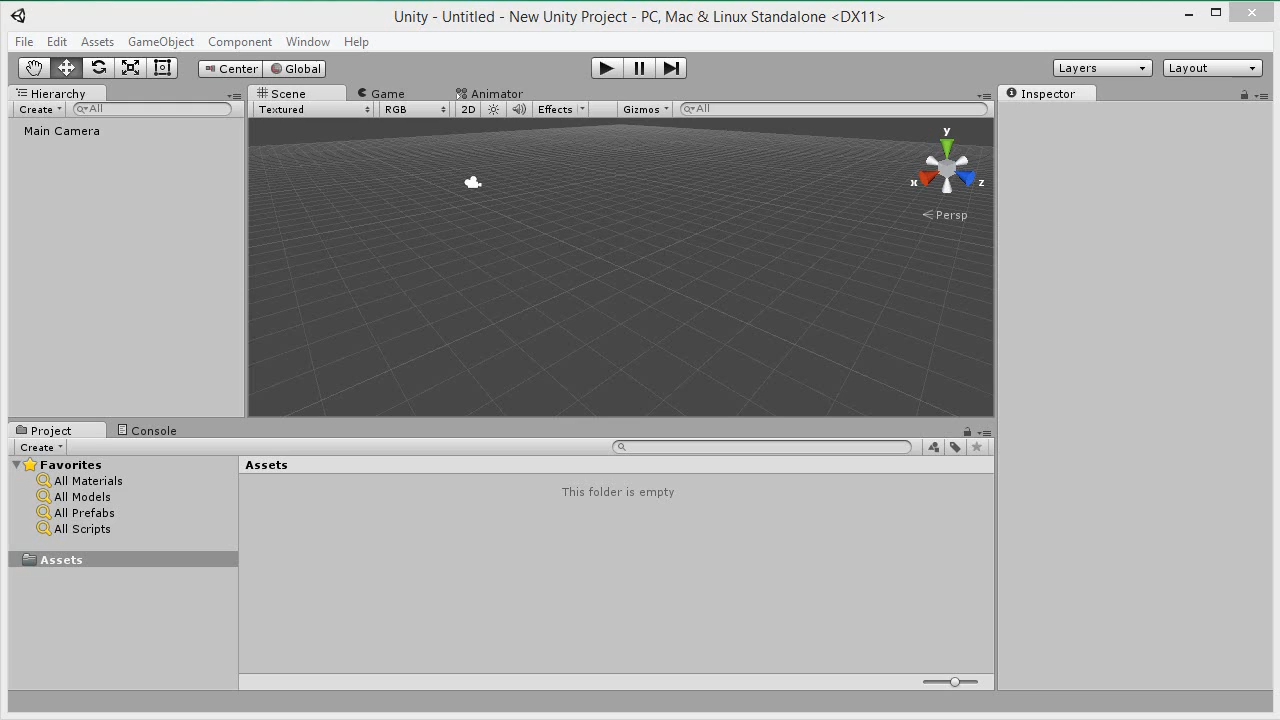 Unity - Untitled - New Unity Project - PC, Mac & Linux Standalone <DX11>
File Edit Assets GameObject Component Window Help
Center Global Layers Layout
Hierarchy Scene Game Animator Inspector
Create All Textured RGB 2D Effects Gizmos All
Main Camera
y
x z
Persp
Project Console
Create
Favorites Assets
All Materials
This folder is empty
All Models
All Prefabs
All Scripts
Assets